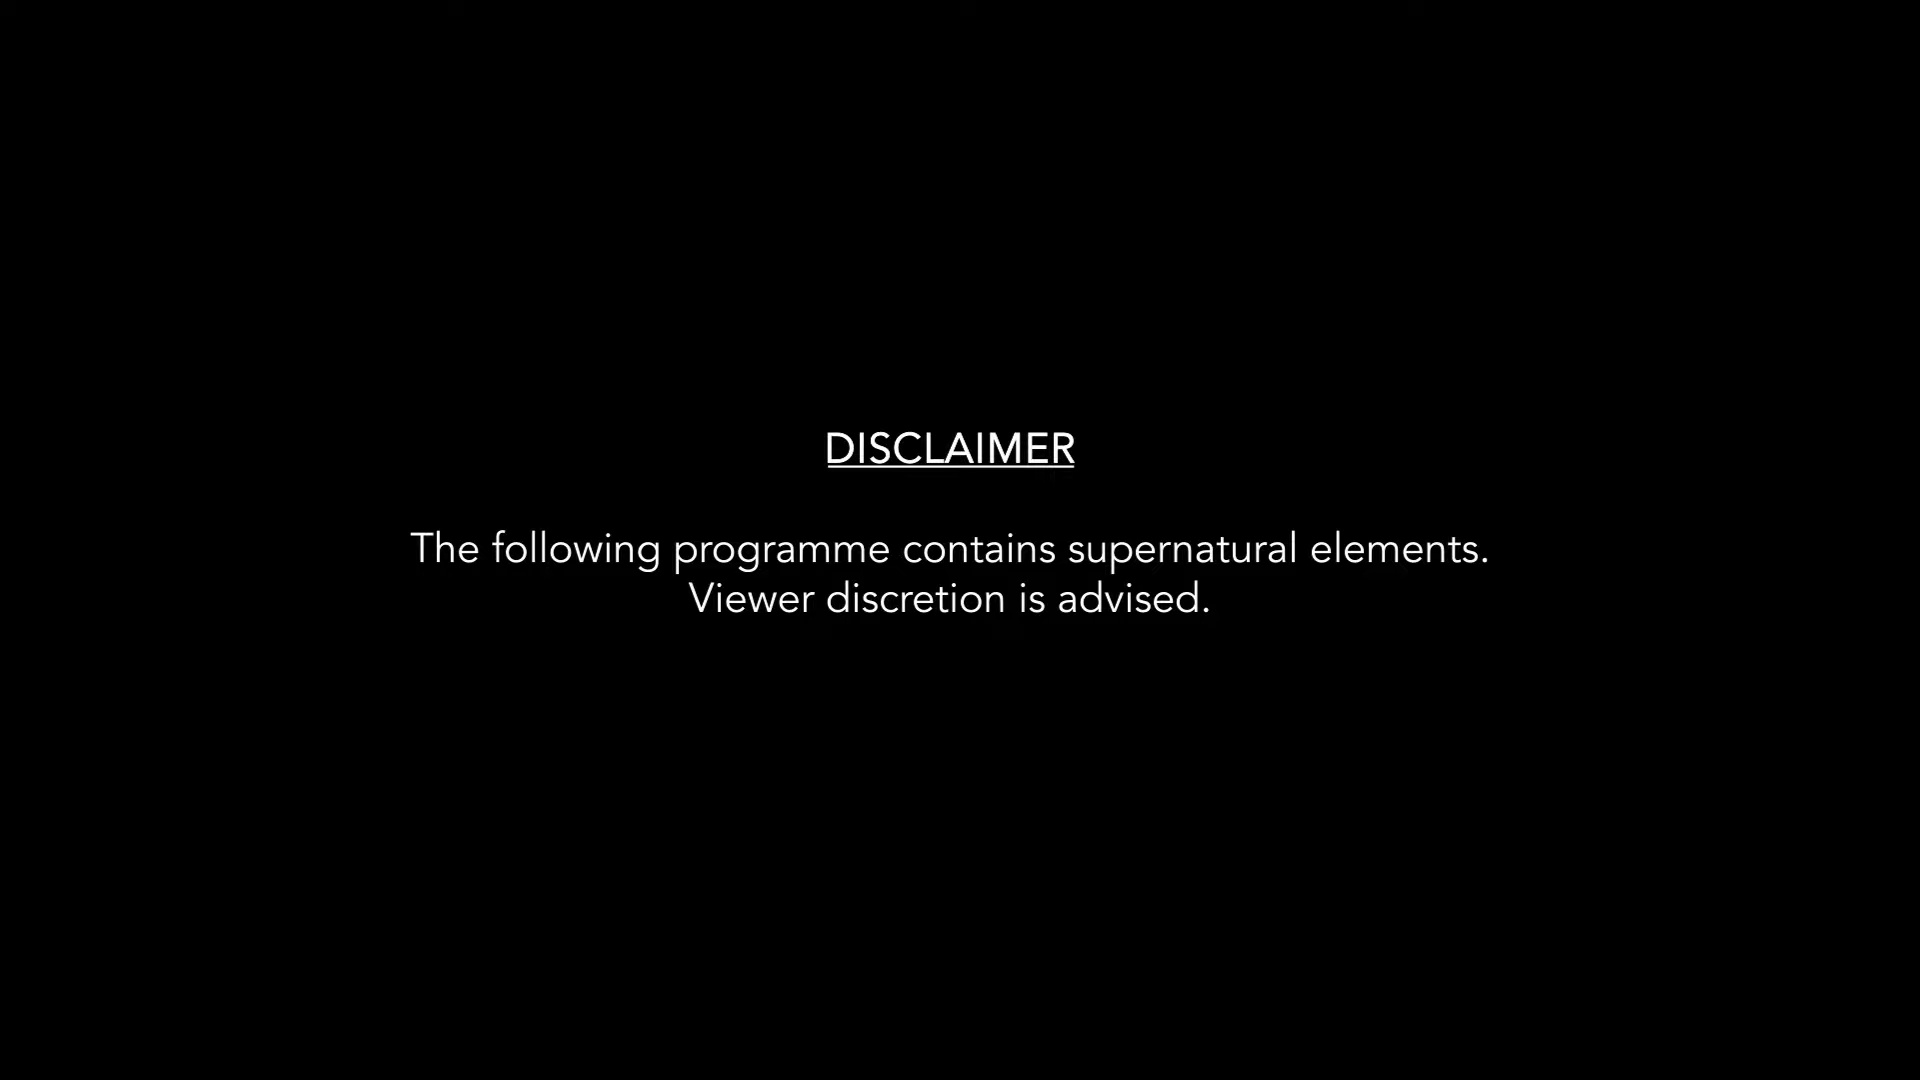 DISCLAIMER
The following programme contains supernatural elements.
Viewer discretion is advised.